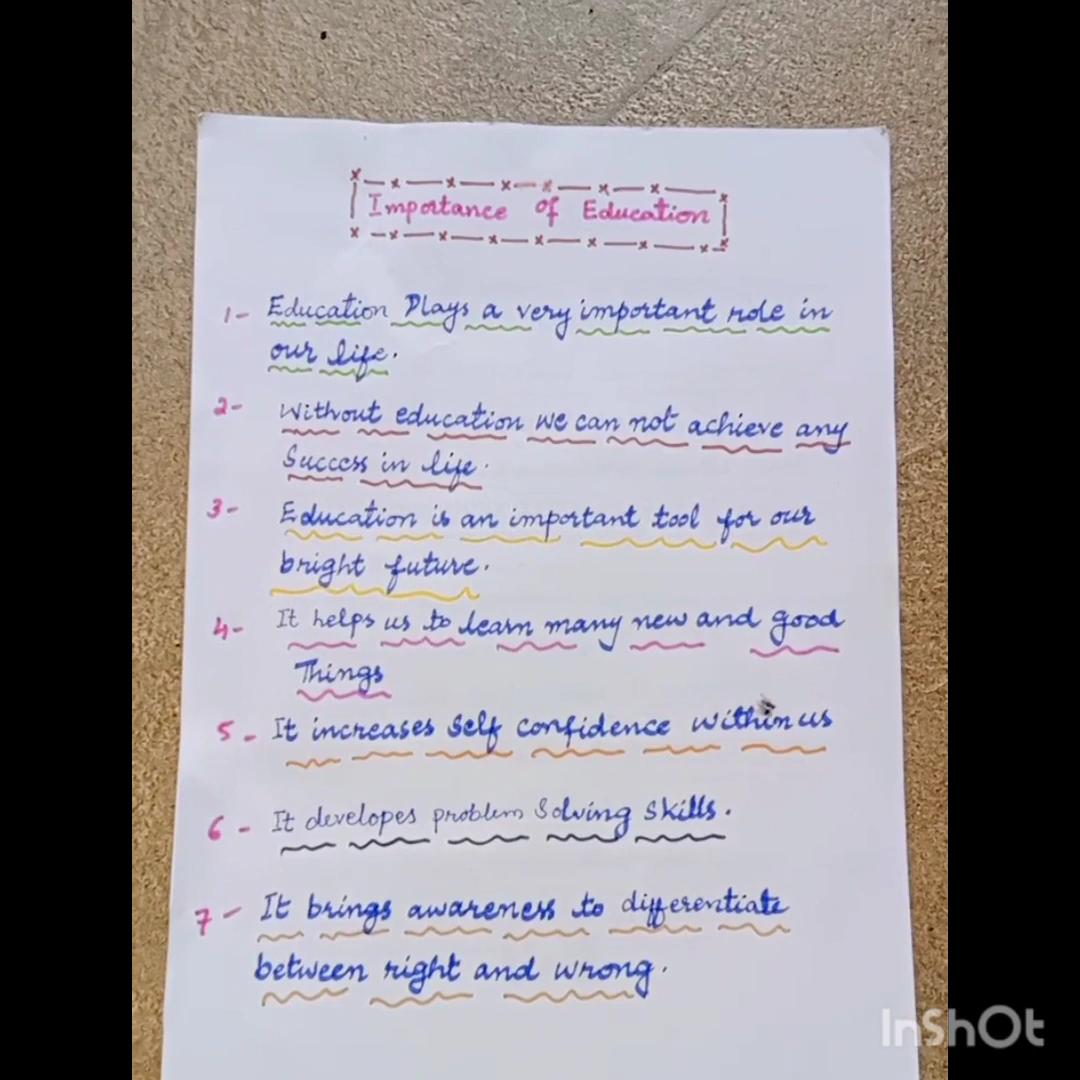 Importance of Education
1- Education Plays a very important role in
our life.
2- Without education we can not achieve any
Success in life.
3- Education is an important tool for our
bright future.
4- It helps us to learn many new and good
Things
5- It increases Self confidence within us
6- It developes problem Solving skills.
7- It brings awareness to differentiate
between right and wrong.
InShOt